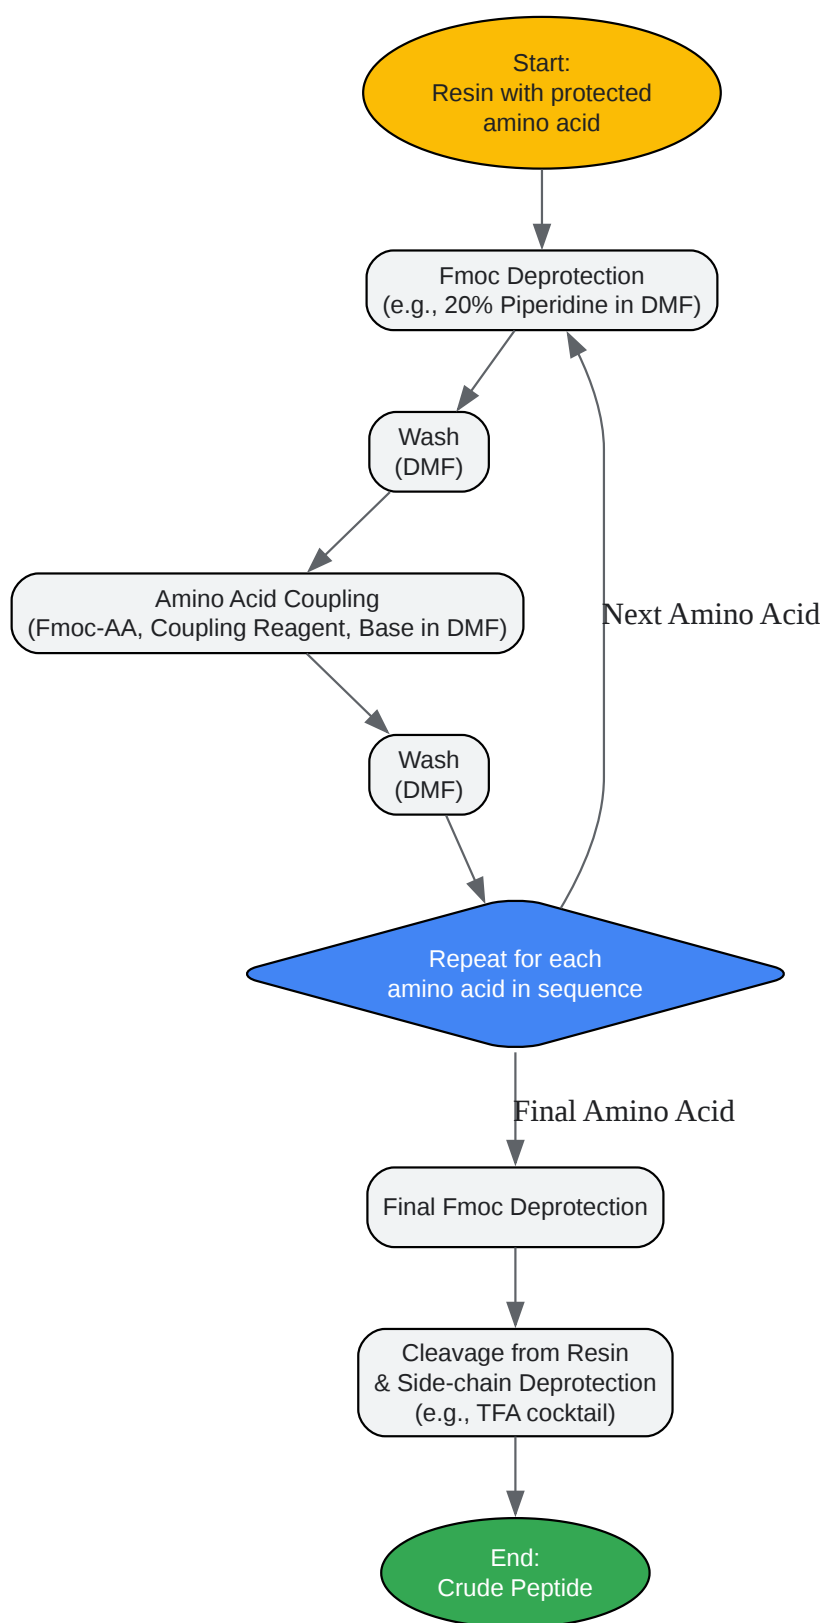 Start:
Resin with protected
amino acid
Fmoc Deprotection
(e.g., 20% Piperidine in DMF)
Wash
(DMF)
Amino Acid Coupling
(Fmoc-AA, Coupling Reagent, Base in DMF)
Next Amino Acid
Wash
(DMF)
Repeat for each
amino acid in sequence
Final Amino Acid
Final Fmoc Deprotection
Cleavage from Resin
& Side-chain Deprotection
(e.g., TFA cocktail)
End:
Crude Peptide